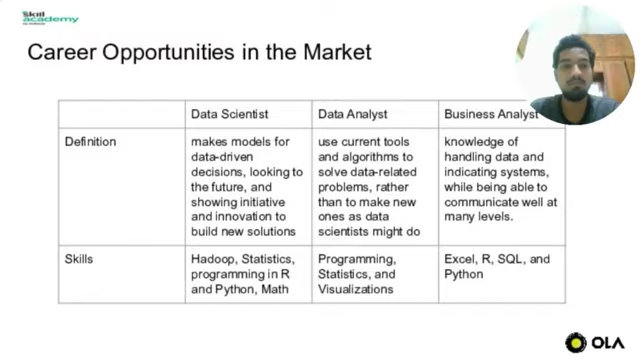 Skill
academy
Career Opportunities in the Market
Data Scientist
Data Analyst
Business Analyst
Definition
makes models for
data-driven
decisions, looking to
the future, and
showing initiative
and innovation to
build new solutions
use current tools
and algorithms to
solve data-related
problems, rather
than to make new
ones as data
scientists might do
knowledge of
handling data and
indicating systems,
while being able to
communicate well at
many levels.
Skills
Hadoop, Statistics,
programming in R
and Python, Math
Programming,
Statistics, and
Visualizations
Excel, R, SQL, and
Python
OLA